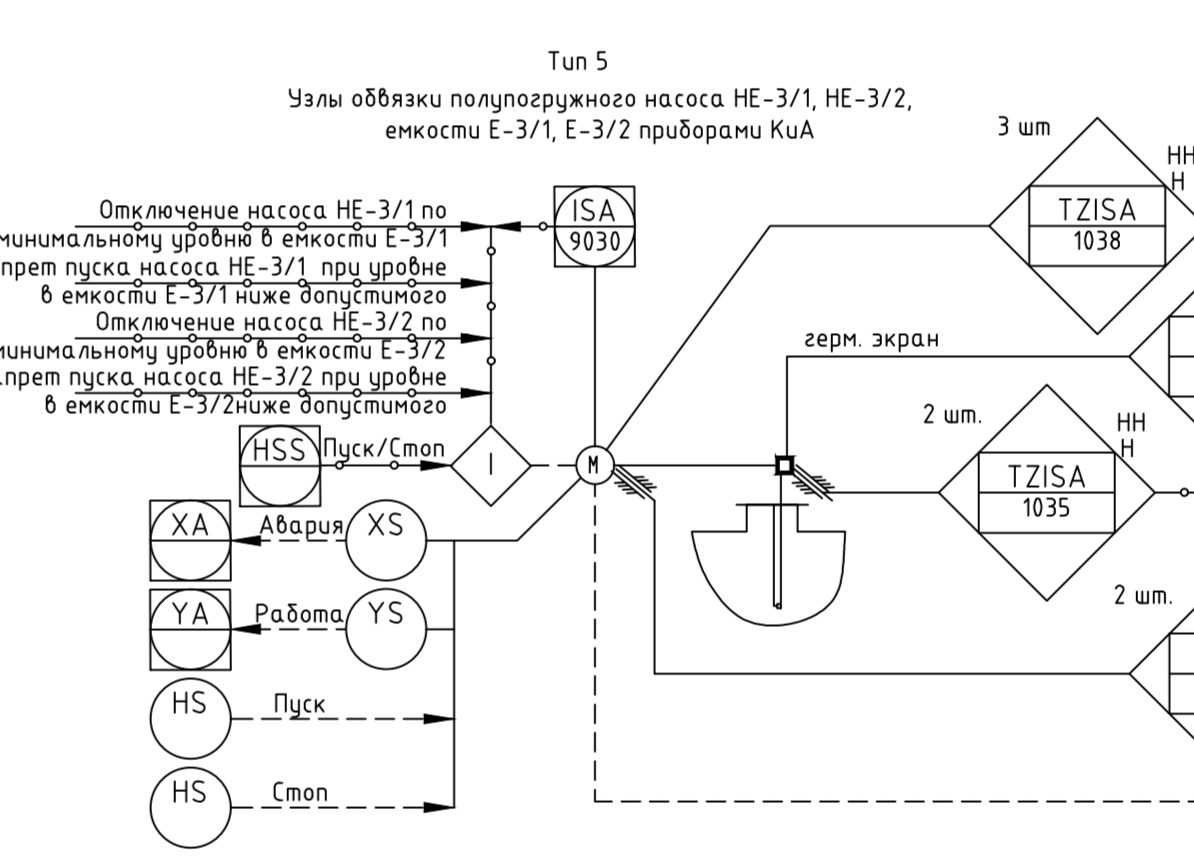 Тип 5
Узлы обвязки полупогружного насоса НЕ-3/1, НЕ-3/2,
емкости Е-3/1, Е-3/2 приборами КиА
3 шт
НН
Н
TZISA
1038
ISA
9030
Отключение насоса НЕ-3/1 по
минимальному уровню в емкости Е-3/1
пуска насоса НЕ-3/1 при уровне
в емкости Е-3/1 ниже допустимого
Отключение насоса НЕ-3/2 по
минимальному уровню в емкости Е-3/2
пуска насоса НЕ-3/2 при уровне
в емкости Е-3/2ниже допустимого
герм. экран
2 шт.
НН
Н
TZISA
1035
HSS
Пуск/Стоп
I
М
XA
Авария
XS
YA
Работа
YS
2 шт.
HS
Пуск
HS
Стоп